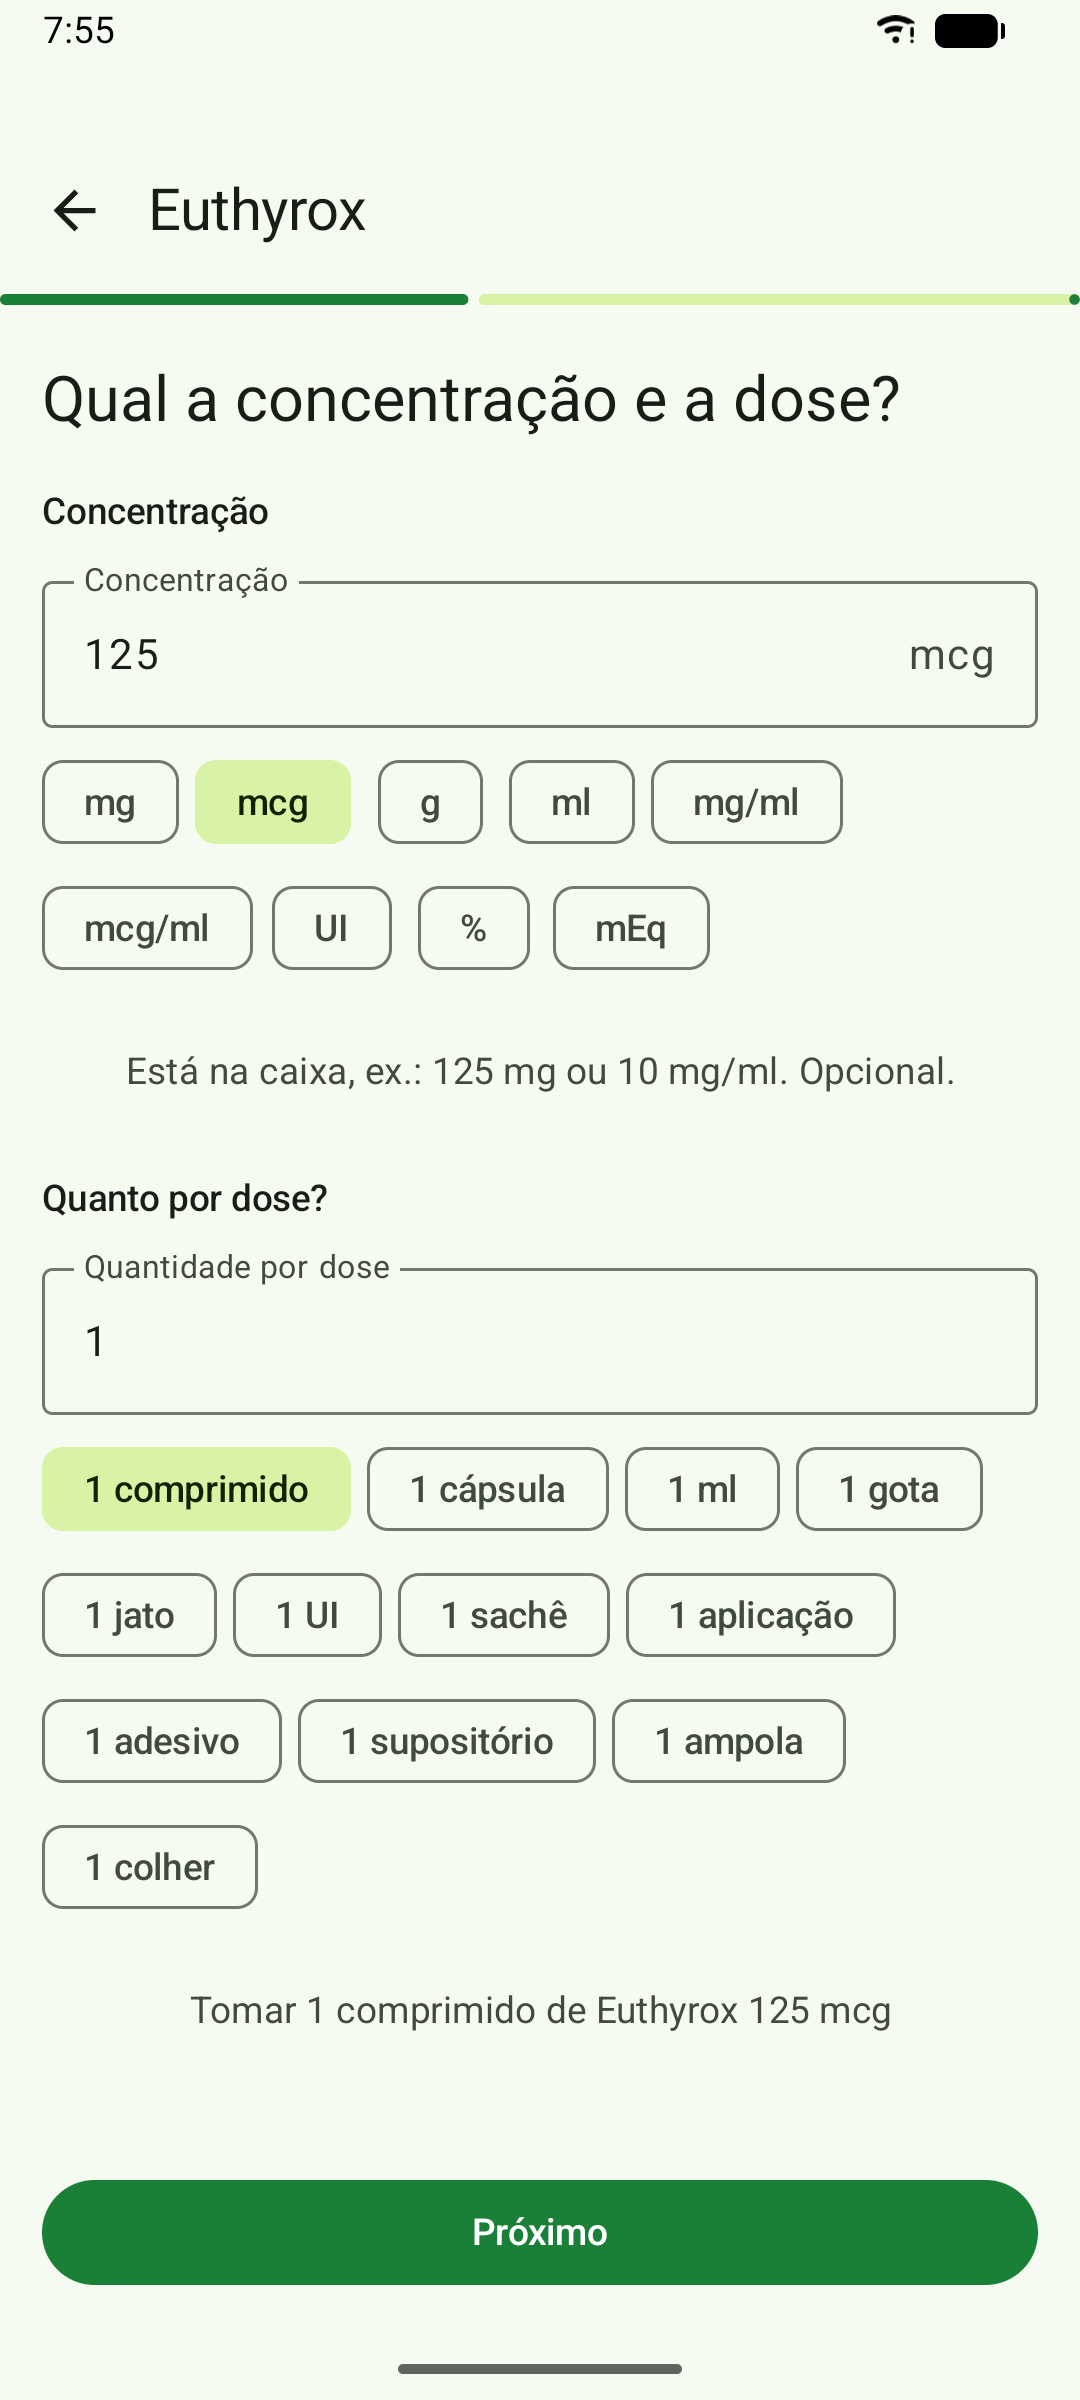 7:55
Euthyrox
Qual a concentração e a dose?
Concentração
Concentração
125 mcg
mg mcg g ml mg/ml
mcg/ml UI % mEq
Está na caixa, ex.: 125 mg ou 10 mg/ml. Opcional.
Quanto por dose?
Quantidade por dose
1
1 comprimido 1 cápsula 1 ml 1 gota
1 jato 1 UI 1 sachê 1 aplicação
1 adesivo 1 supositório 1 ampola
1 colher
Tomar 1 comprimido de Euthyrox 125 mcg
Próximo